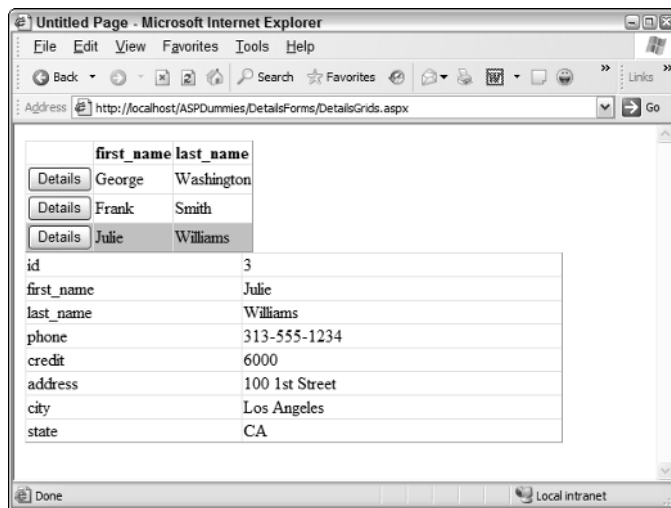 Untitled Page - Microsoft Internet Explorer
File Edit View Favorites Tools Help
Back Search Favorites » Links »
Address http://localhost/ASPDummies/DetailsForms/DetailsGrids.aspx Go
first_name last_name
Details George Washington
Details Frank Smith
Details Julie Williams
id 3
first_name Julie
last_name Williams
phone 313-555-1234
credit 6000
address 100 1st Street
city Los Angeles
state CA
Done Local intranet